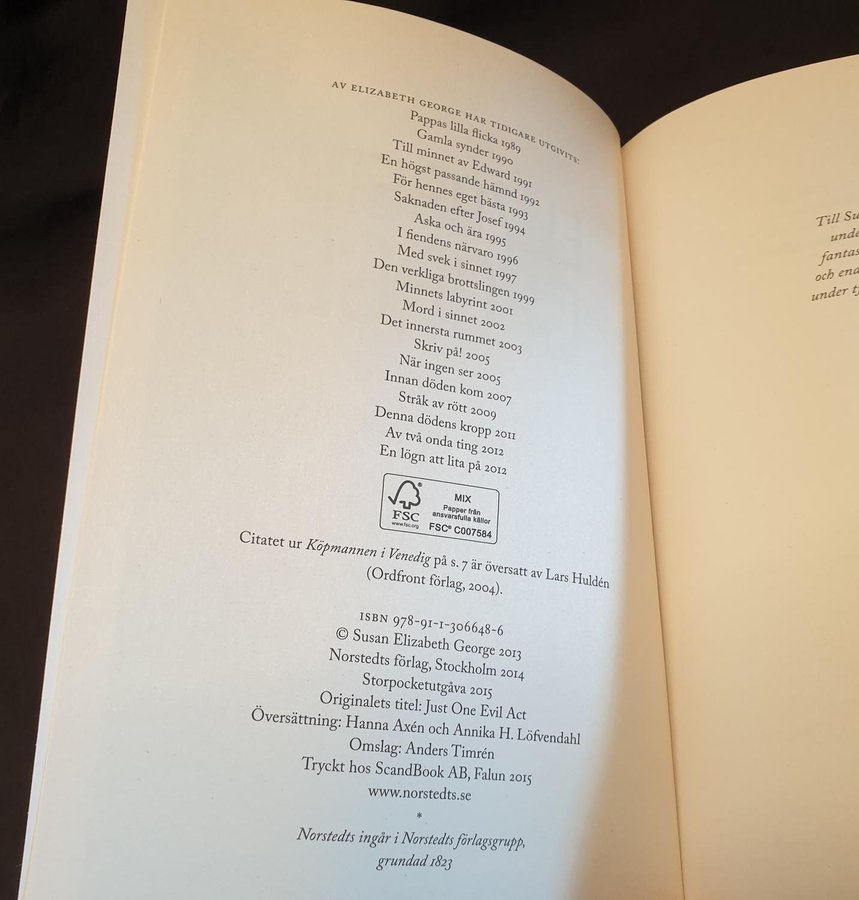 AV ELIZABETH GEORGE HAR TIDIGARE UTGIVITS:
Pappas lilla flicka 1989
Gamla synder 1990
Till minnet av Edward 1991
En högst passande hämnd 1992
För hennes eget bästa 1993
Saknaden efter Josef 1994
Aska och ära 1995
I fiendens närvaro 1996
Med svek i sinnet 1997
Den verkliga brottslingen 1999
Minnets labyrint 2001
Mord i sinnet 2002
Det innersta rummet 2003
Skriv på! 2005
När ingen ser 2005
Innan döden kom 2007
Stråk av rött 2009
Denna dödens kropp 2011
Av två onda ting 2012
En lögn att lita på 2012
FSC
www.fsc.org
MIX
Papper från
ansvarsfulla källor
FSC® C007584
Citatet ur Köpmannen i Venedig på s. 7 är översatt av Lars Huldén
(Ordfront förlag, 2004).
ISBN 978-91-1-306648-6
© Susan Elizabeth George 2013
Norstedts förlag, Stockholm 2014
Storpocketutgåva 2015
Originalets titel: Just One Evil Act
Översättning: Hanna Axén och Annika H. Löfvendahl
Omslag: Anders Timrén
Tryckt hos ScandBook AB, Falun 2015
www.norstedts.se
*
Norstedts ingår i Norstedts förlagsgrupp,
grundad 1823
Till Su
unde
fantas
och ena
under